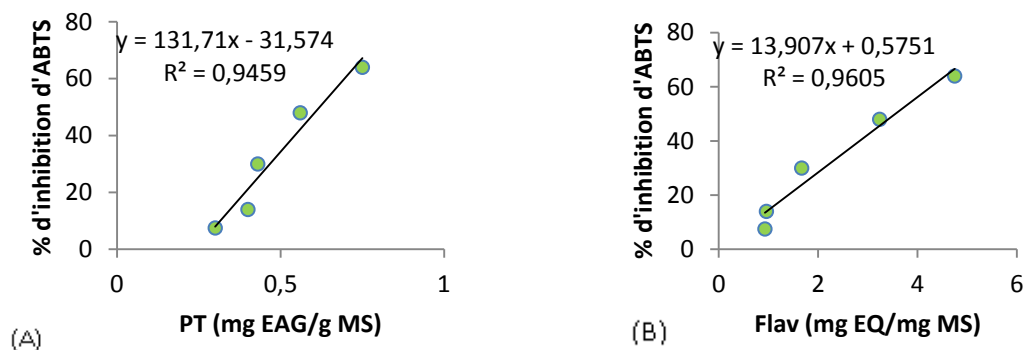 80
60
40
20
0
% d'inhibition d'ABTS
y = 131,71x - 31,574
R² = 0,9459
0 0,5 1
PT (mg EAG/g MS)
(A)
80
60
40
20
0
% d'inhibition d'ABTS
y = 13,907x + 0,5751
R² = 0,9605
0 2 4 6
Flav (mg EQ/mg MS)
(B)